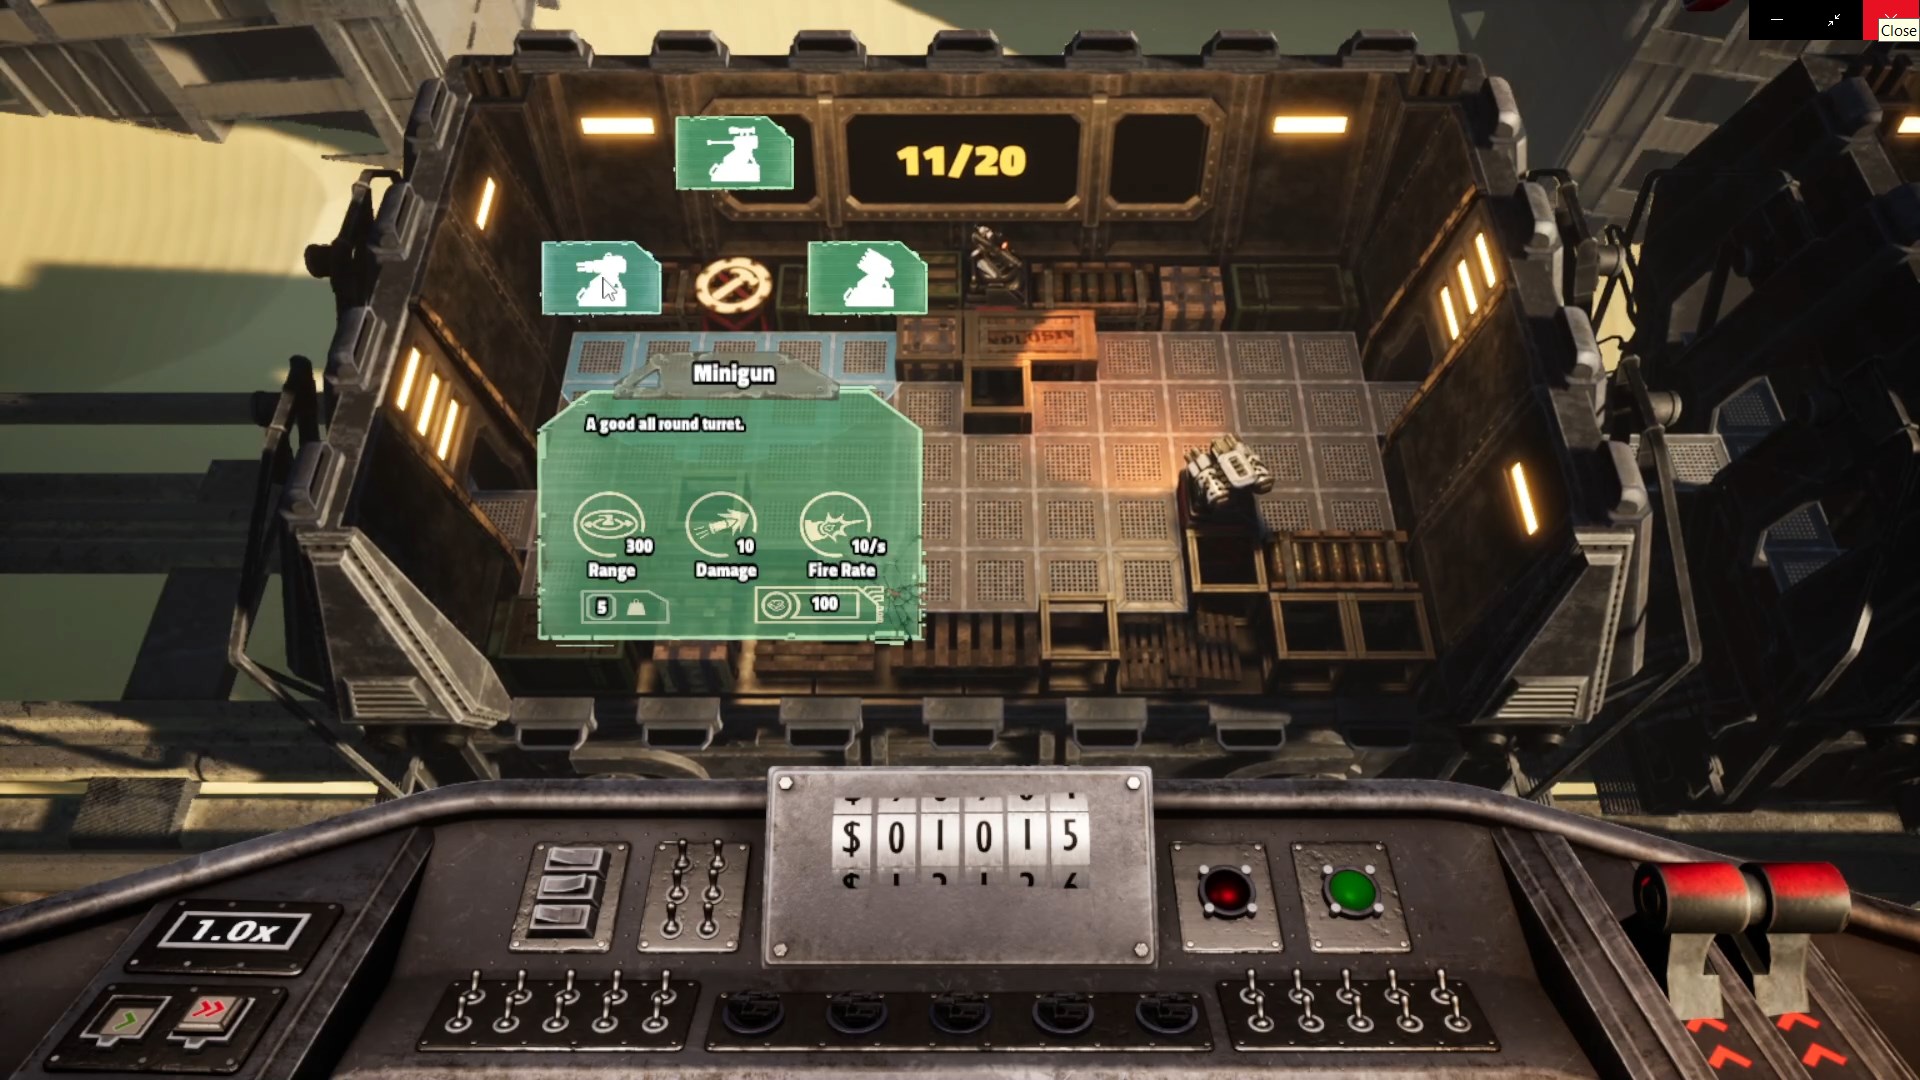 Close
11/20
Minigun
A good all round turret.
300
10
10/s
Range
Damage
Fire Rate
5
100
$01015
1.0x